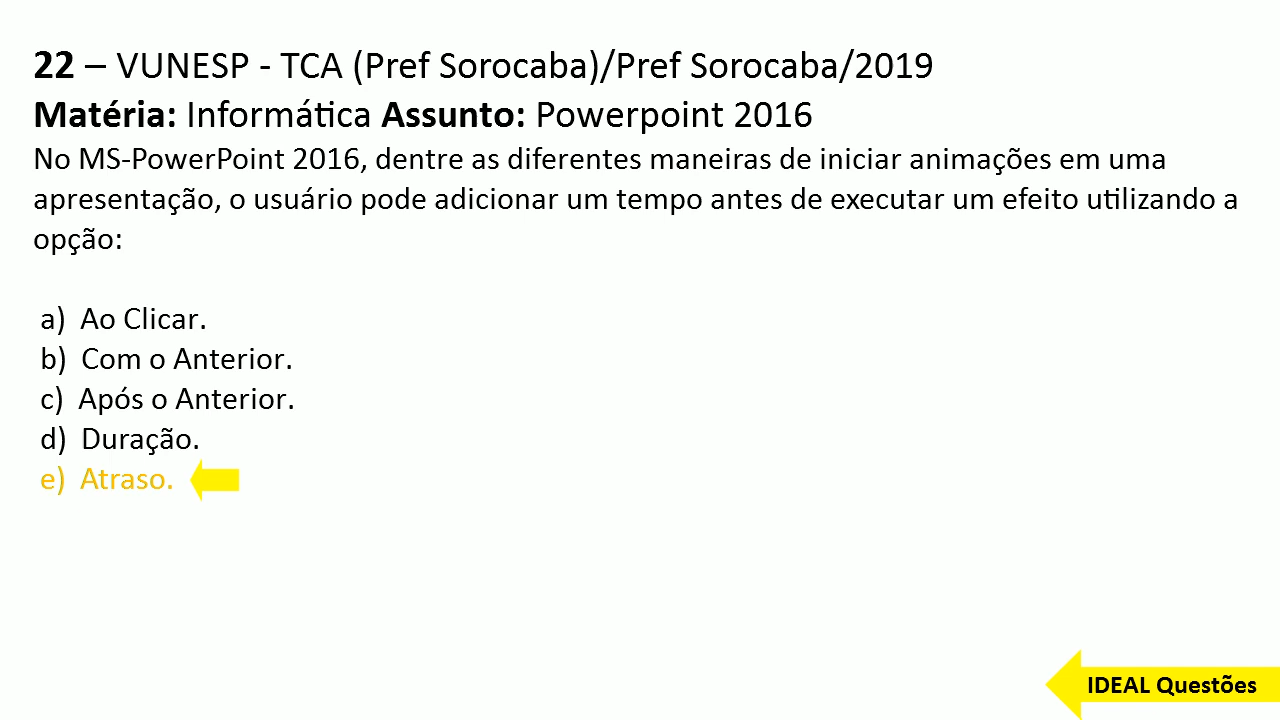 22 – VUNESP - TCA (Pref Sorocaba)/Pref Sorocaba/2019
Matéria: Informática Assunto: Powerpoint 2016
No MS-PowerPoint 2016, dentre as diferentes maneiras de iniciar animações em uma
apresentação, o usuário pode adicionar um tempo antes de executar um efeito utilizando a
opção:
a) Ao Clicar.
b) Com o Anterior.
c) Após o Anterior.
d) Duração.
e) Atraso.
IDEAL Questões